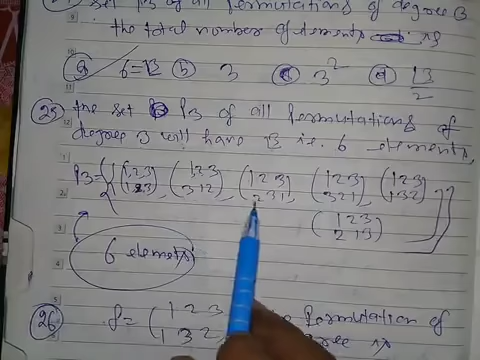 set P3 of all permutations of degree 3
the total number of elements is
(a) 6=⌊3 (b) 3 (c) 3² (d) ⌊3/2
(25) the set P3 of all permutations of
degree 3 will have ⌊3 i.e. 6 elements,
P3={(1 2 3 / 1 2 3), (1 2 3 / 3 1 2), (1 2 3 / 2 3 1), (1 2 3 / 3 2 1), (1 2 3 / 1 3 2)
(1 2 3 / 2 1 3)}
6 elements
(26) f=(1 2 3 / 1 3 2 permutation of